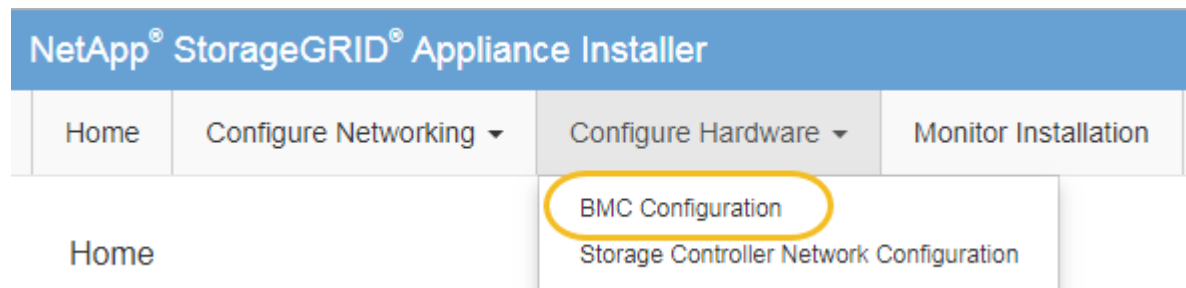 NetApp® StorageGRID® Appliance Installer
Home Configure Networking Configure Hardware Monitor Installation
BMC Configuration
Home
Storage Controller Network Configuration